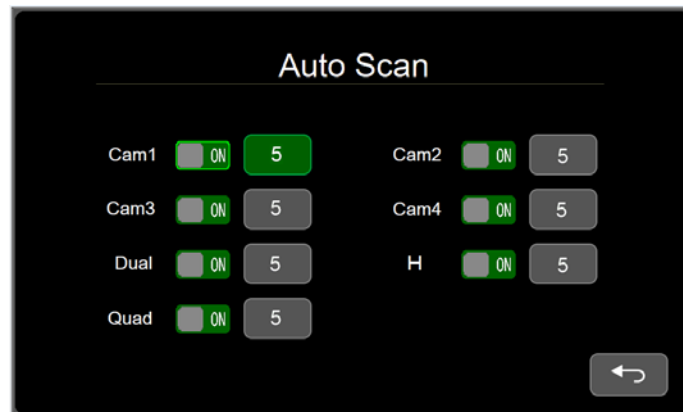 Auto Scan
Cam1 ON 5 Cam2 ON 5
Cam3 ON 5 Cam4 ON 5
Dual ON 5 H ON 5
Quad ON 5